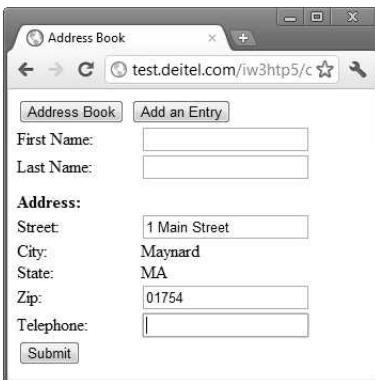 Address Book
test.deitel.com/iw3htp5/c
Address Book Add an Entry
First Name:
Last Name:
Address:
Street: 1 Main Street
City: Maynard
State: MA
Zip: 01754
Telephone:
Submit